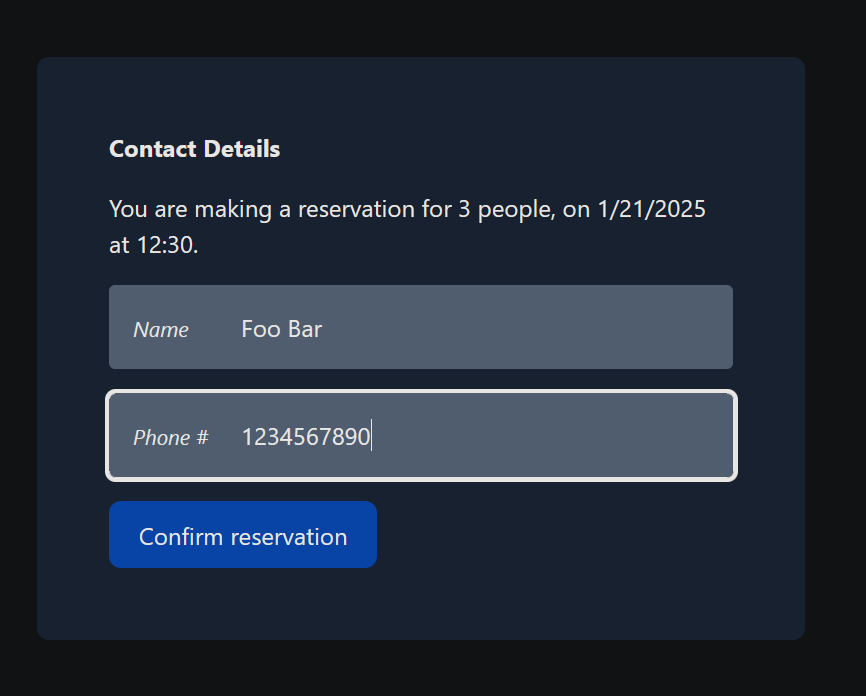 Contact Details
You are making a reservation for 3 people, on 1/21/2025
at 12:30.
Name Foo Bar
Phone # 1234567890
Confirm reservation